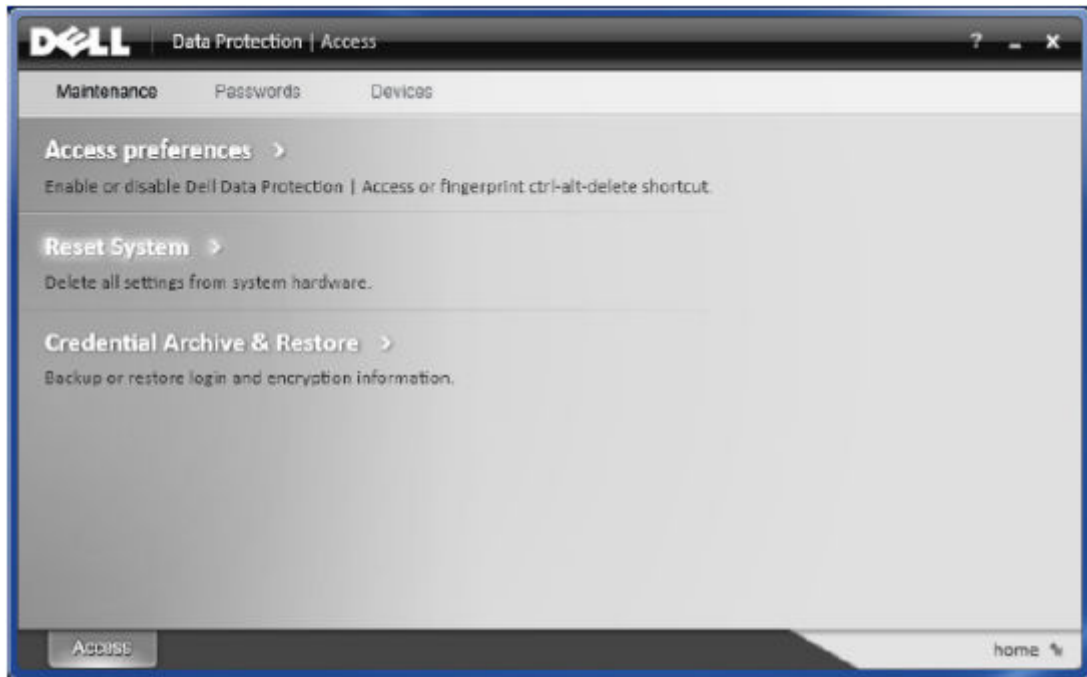 DELL Data Protection | Access ? - x
Maintenance Passwords Devices
Access preferences >
Enable or disable Dell Data Protection | Access or fingerprint ctrl-alt-delete shortcut.
Reset System >
Delete all settings from system hardware.
Credential Archive & Restore >
Backup or restore login and encryption information.
Access home